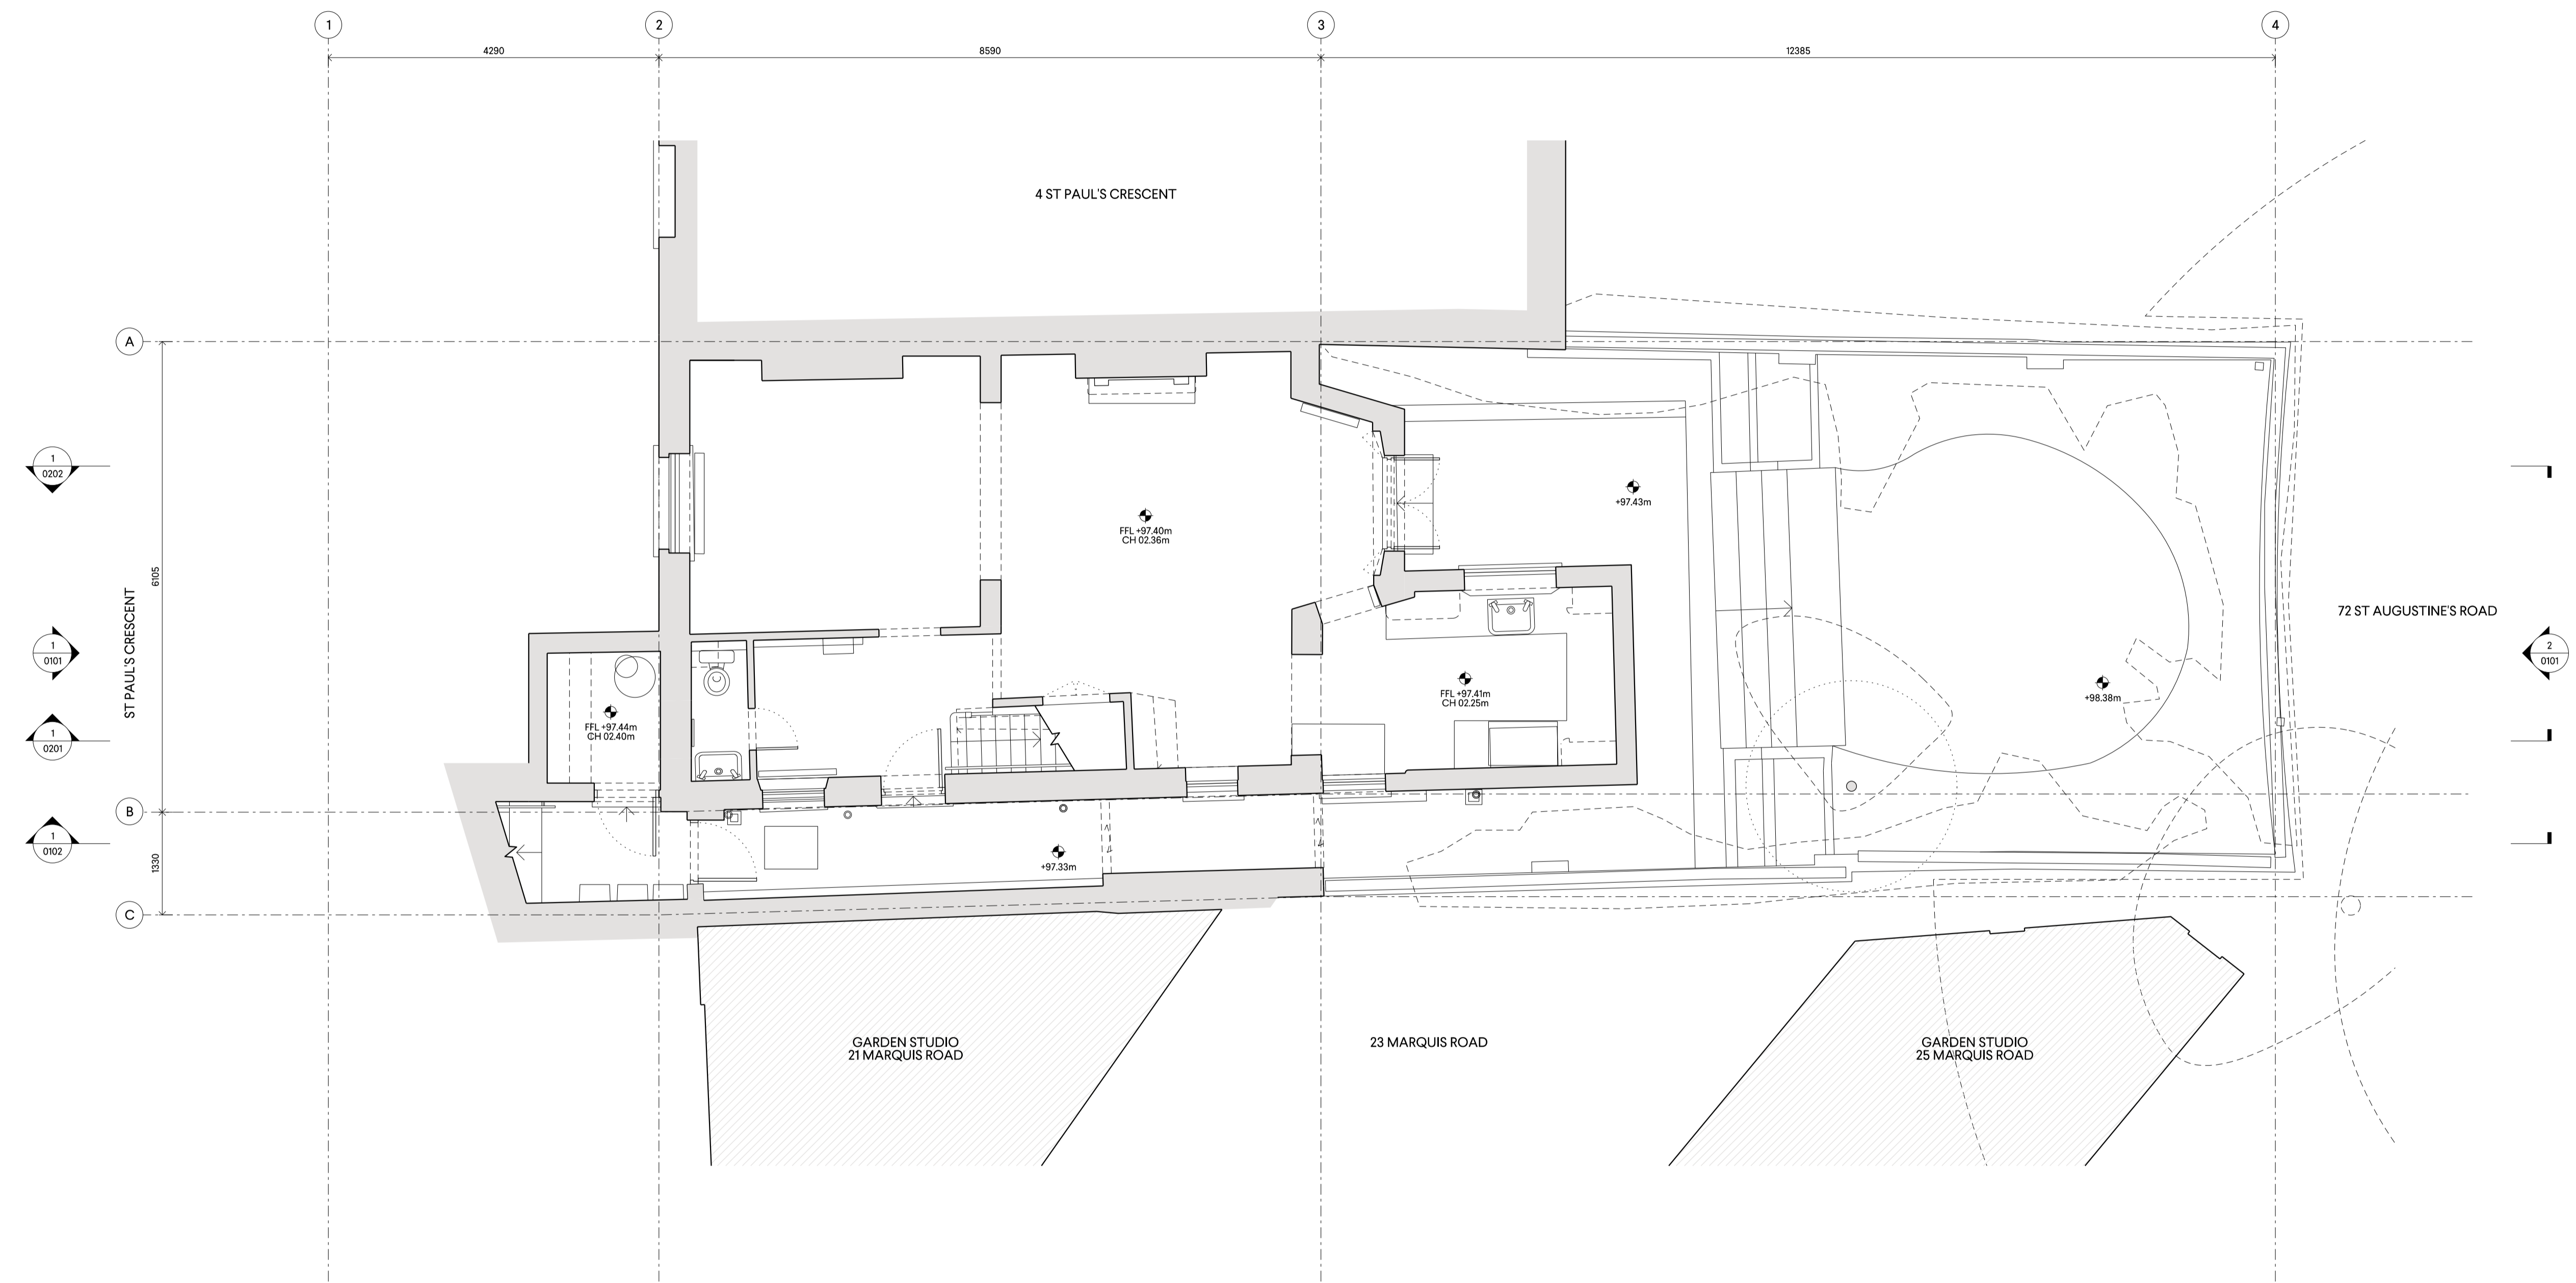 1
2
3
4
4290
8590
12385
4 ST PAUL'S CRESCENT
A
1
0202
+97.43m
FFL +97.40m
CH 02.36m
6105
ST PAUL'S CRESCENT
72 ST AUGUSTINE'S ROAD
1
0101
2
0101
FFL +97.41m
CH 02.25m
+98.38m
FFL +97.44m
CH 02.40m
1
0201
B
1
0102
1330
+97.33m
C
GARDEN STUDIO
21 MARQUIS ROAD
23 MARQUIS ROAD
GARDEN STUDIO
25 MARQUIS ROAD